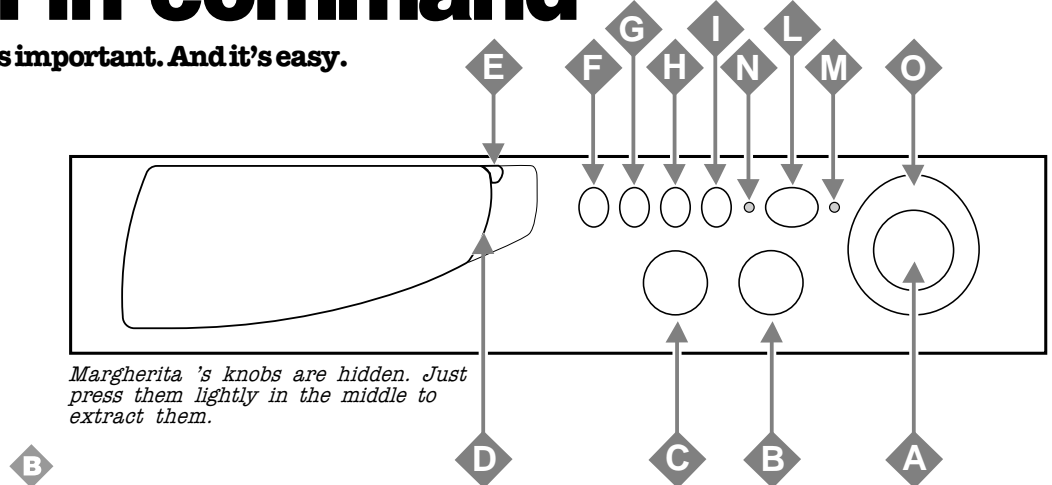 in command
s important. And it's easy.
G I L
E F H N M O
Margherita 's knobs are hidden. Just
press them lightly in the middle to
extract them.
B D C B A